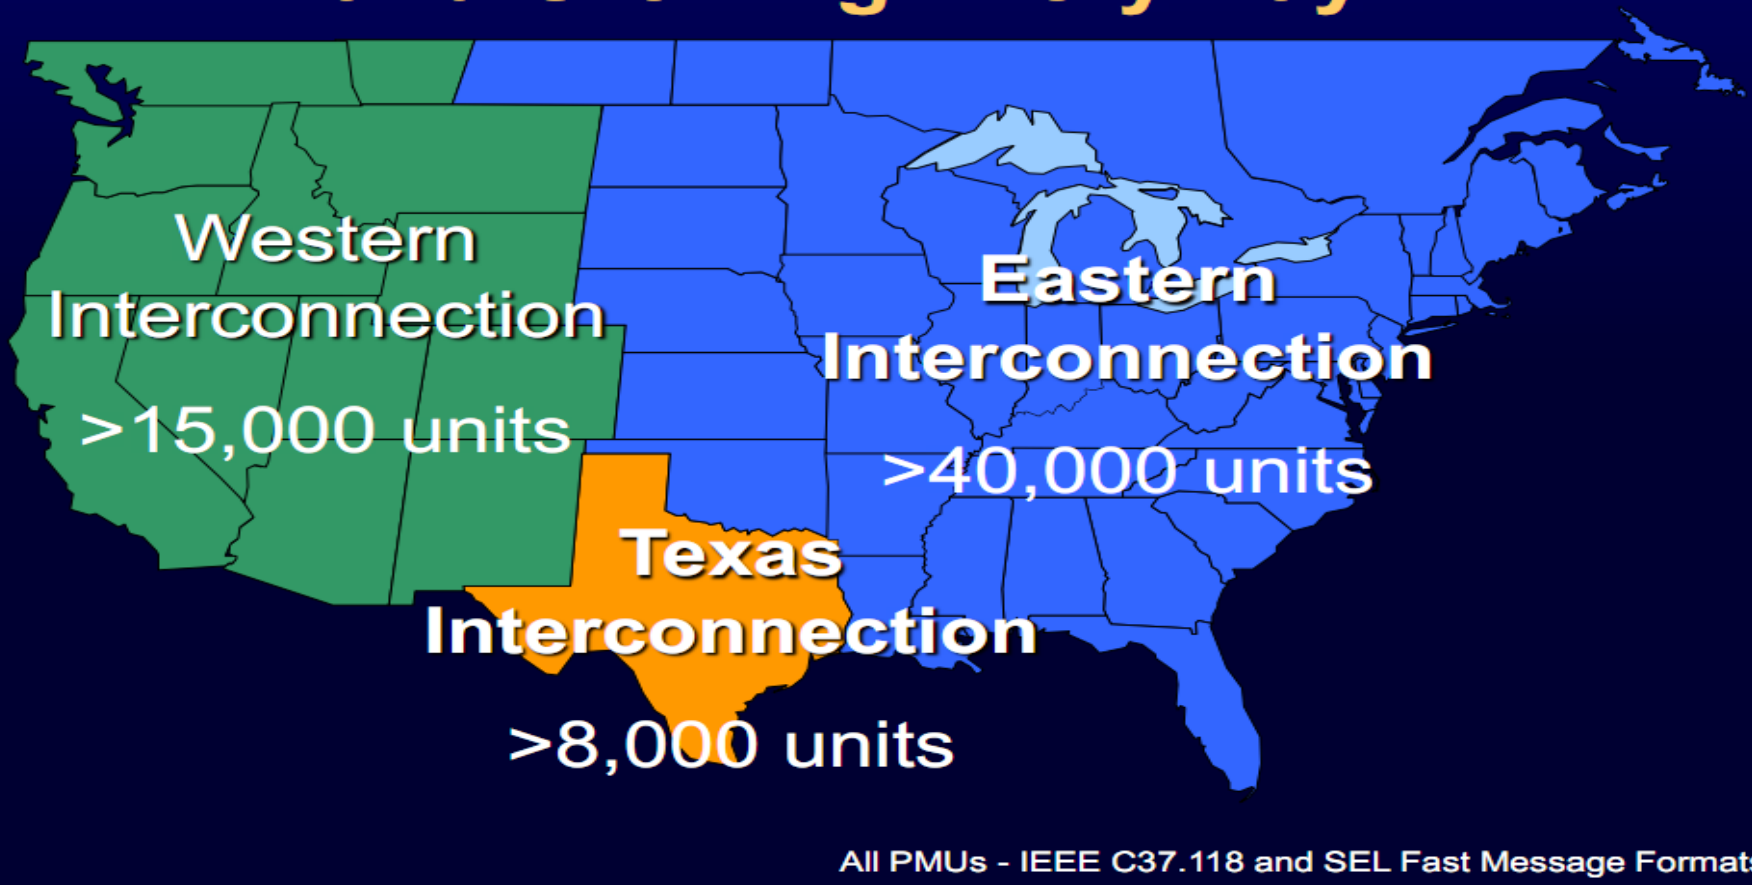 Western
Interconnection
>15,000 units
Eastern
Interconnection
>40,000 units
Texas
Interconnection
>8,000 units
All PMUs - IEEE C37.118 and SEL Fast Message Formats